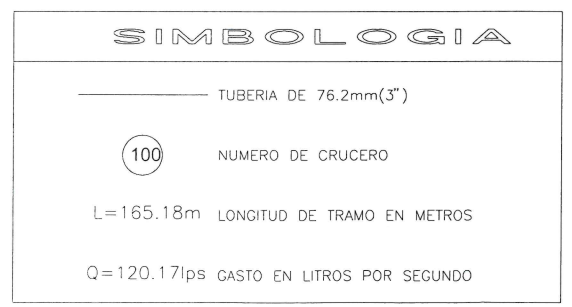 SIMBOLOGIA
TUBERIA DE 76.2mm(3")
100 NUMERO DE CRUCERO
L=165.18m LONGITUD DE TRAMO EN METROS
Q=120.17lps GASTO EN LITROS POR SEGUNDO